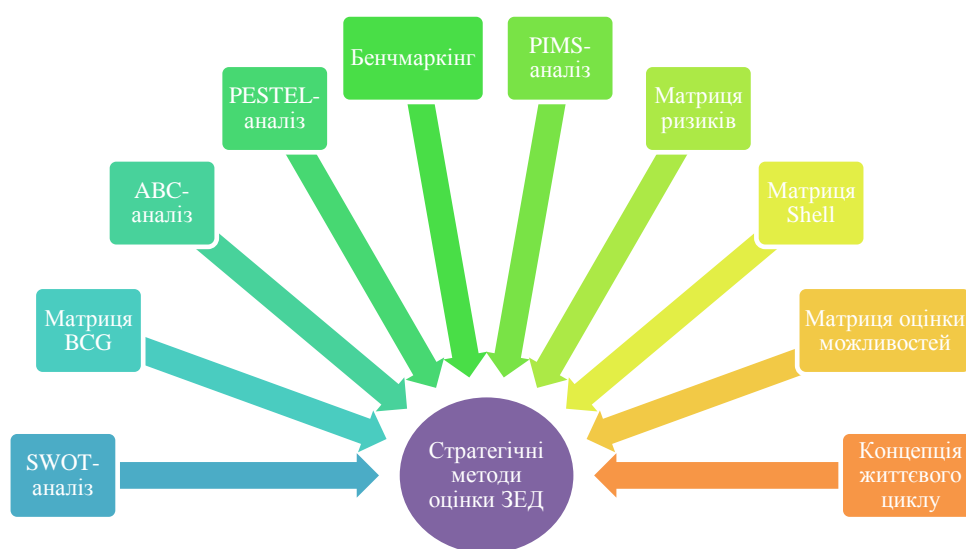 SWOT-
аналіз
Матриця
BCG
ABC-
аналіз
PESTEL-
аналіз
Бенчмаркінг
PIMS-
аналіз
Матриця
ризиків
Матриця
Shell
Матриця оцінки
можливостей
Концепція
життєвого
циклу
Стратегічні
методи
оцінки ЗЕД